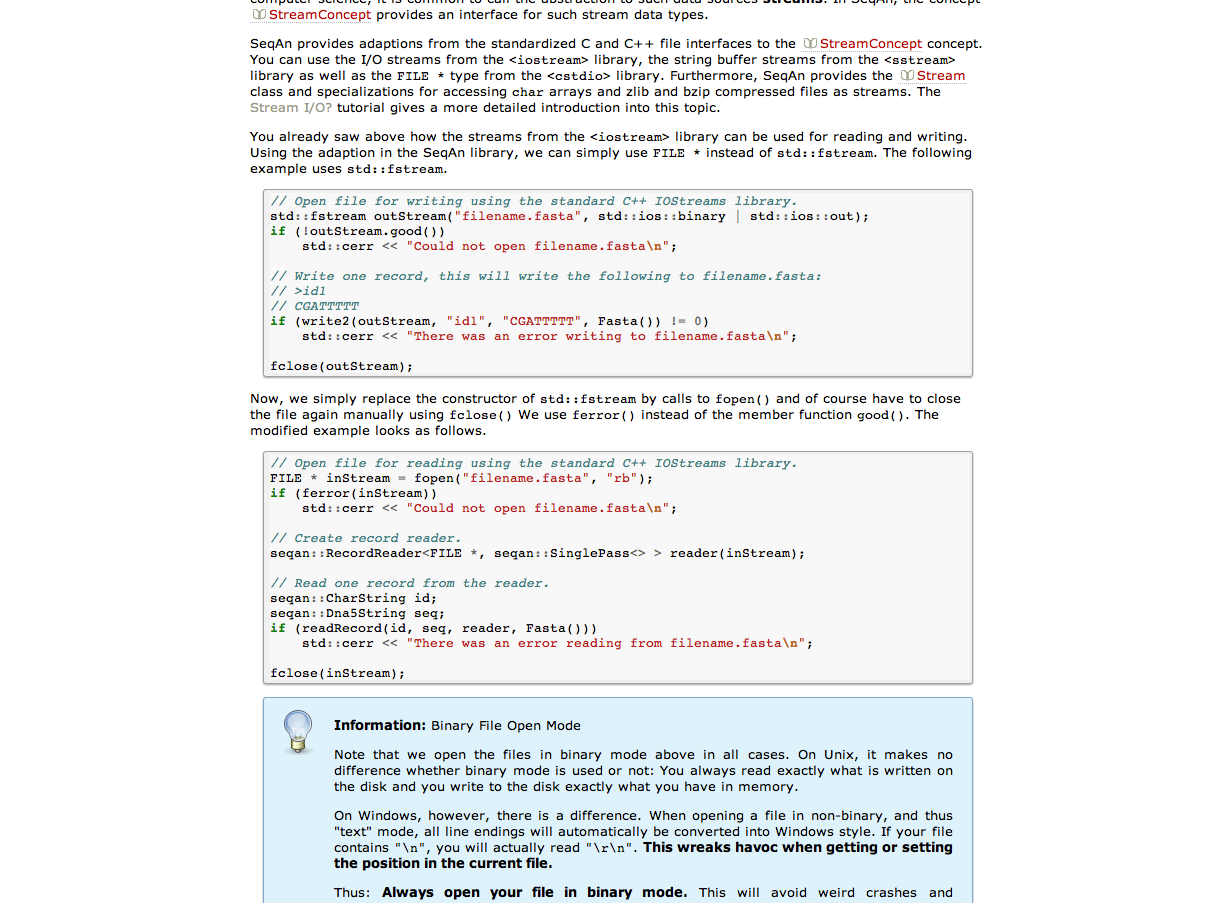 computer science, it is common to call the abstraction to such data sources streams. In SeqAn, the concept
StreamConcept provides an interface for such stream data types.
SeqAn provides adaptions from the standardized C and C++ file interfaces to the StreamConcept concept.
You can use the I/O streams from the <iostream> library, the string buffer streams from the <sstream>
library as well as the FILE * type from the <cstdio> library. Furthermore, SeqAn provides the Stream
class and specializations for accessing char arrays and zlib and bzip compressed files as streams. The
Stream I/O? tutorial gives a more detailed introduction into this topic.
You already saw above how the streams from the <iostream> library can be used for reading and writing.
Using the adaption in the SeqAn library, we can simply use FILE * instead of std::fstream. The following
example uses std::fstream.
// Open file for writing using the standard C++ IOStreams library.
std::fstream outStream("filename.fasta", std::ios::binary | std::ios::out);
if (!outStream.good())
    std::cerr << "Could not open filename.fasta\n";
// Write one record, this will write the following to filename.fasta:
// >id1
// CGATTTTT
if (write2(outStream, "id1", "CGATTTTT", Fasta()) != 0)
    std::cerr << "There was an error writing to filename.fasta\n";
fclose(outStream);
Now, we simply replace the constructor of std::fstream by calls to fopen() and of course have to close
the file again manually using fclose() We use ferror() instead of the member function good(). The
modified example looks as follows.
// Open file for reading using the standard C++ IOStreams library.
FILE * inStream = fopen("filename.fasta", "rb");
if (ferror(inStream))
    std::cerr << "Could not open filename.fasta\n";
// Create record reader.
seqan::RecordReader<FILE *, seqan::SinglePass<> > reader(inStream);
// Read one record from the reader.
seqan::CharString id;
seqan::Dna5String seq;
if (readRecord(id, seq, reader, Fasta()))
    std::cerr << "There was an error reading from filename.fasta\n";
fclose(inStream);
Information: Binary File Open Mode
Note that we open the files in binary mode above in all cases. On Unix, it makes no
difference whether binary mode is used or not: You always read exactly what is written on
the disk and you write to the disk exactly what you have in memory.
On Windows, however, there is a difference. When opening a file in non-binary, and thus
"text" mode, all line endings will automatically be converted into Windows style. If your file
contains "\n", you will actually read "\r\n". This wreaks havoc when getting or setting
the position in the current file.
Thus: Always open your file in binary mode. This will avoid weird crashes and